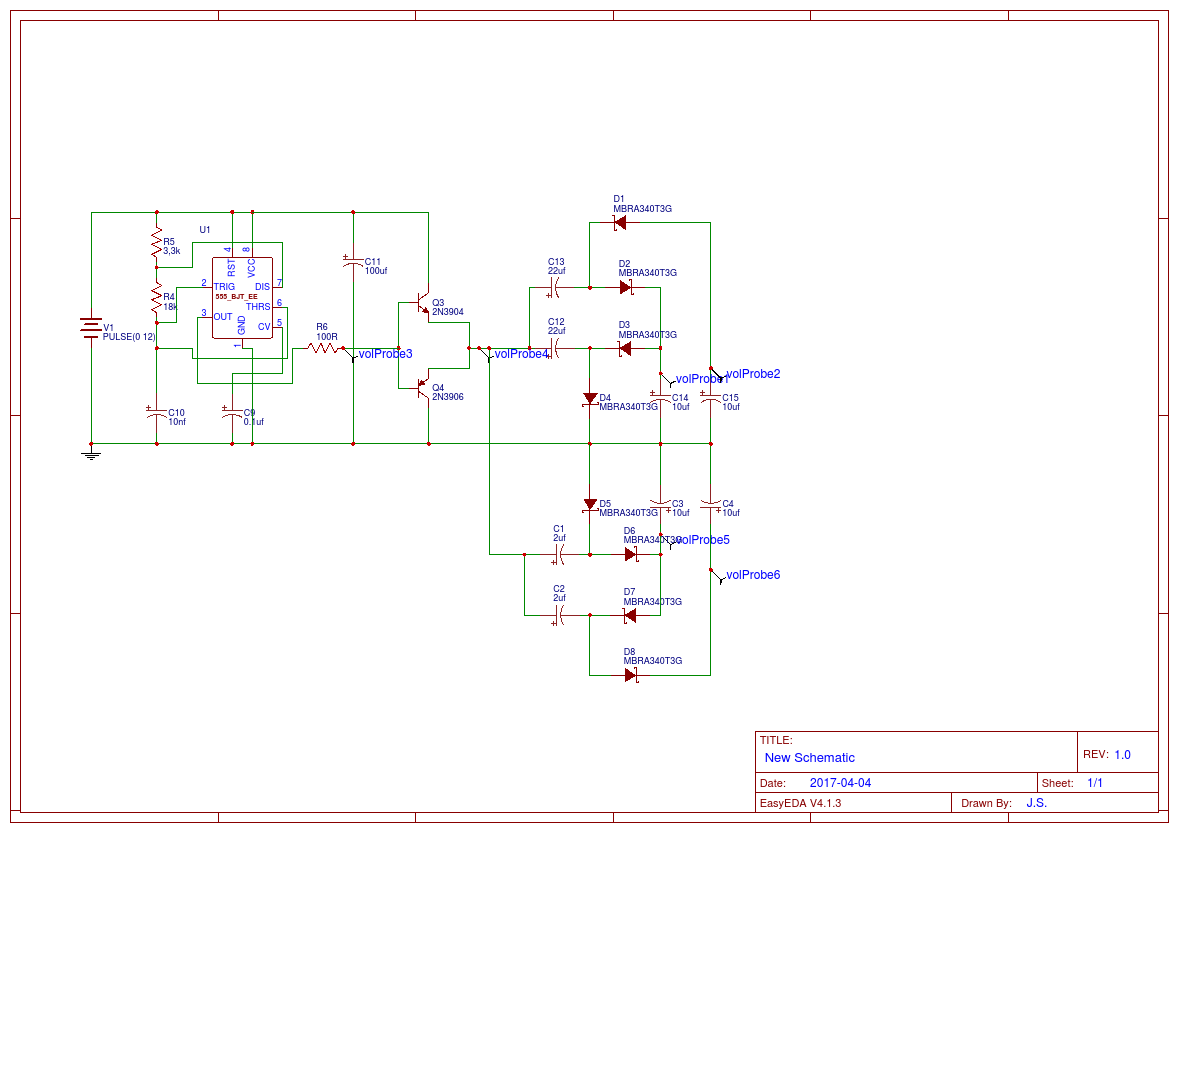 D1
MBRA340T3G
U1
R5
3,3k
R4
18k
4
8
RST
VCC
2
TRIG
DIS
7
555_BJT_EE
THRS
6
3
OUT
GND
CV
5
1
V1
PULSE(0 12)
C11
100uf
R6
100R
volProbe3
Q3
2N3904
Q4
2N3906
volProbe4
C10
10nf
C9
0.1uf
C13
22uf
D2
MBRA340T3G
C12
22uf
D3
MBRA340T3G
volProbe1
volProbe2
D4
MBRA340T3G
C14
10uf
C15
10uf
D5
MBRA340T3G
C3
10uf
C4
10uf
C1
2uf
D6
MBRA340T3G
volProbe5
volProbe6
C2
2uf
D7
MBRA340T3G
D8
MBRA340T3G
TITLE:
New Schematic
REV: 1.0
Date: 2017-04-04
Sheet: 1/1
EasyEDA V4.1.3
Drawn By: J.S.